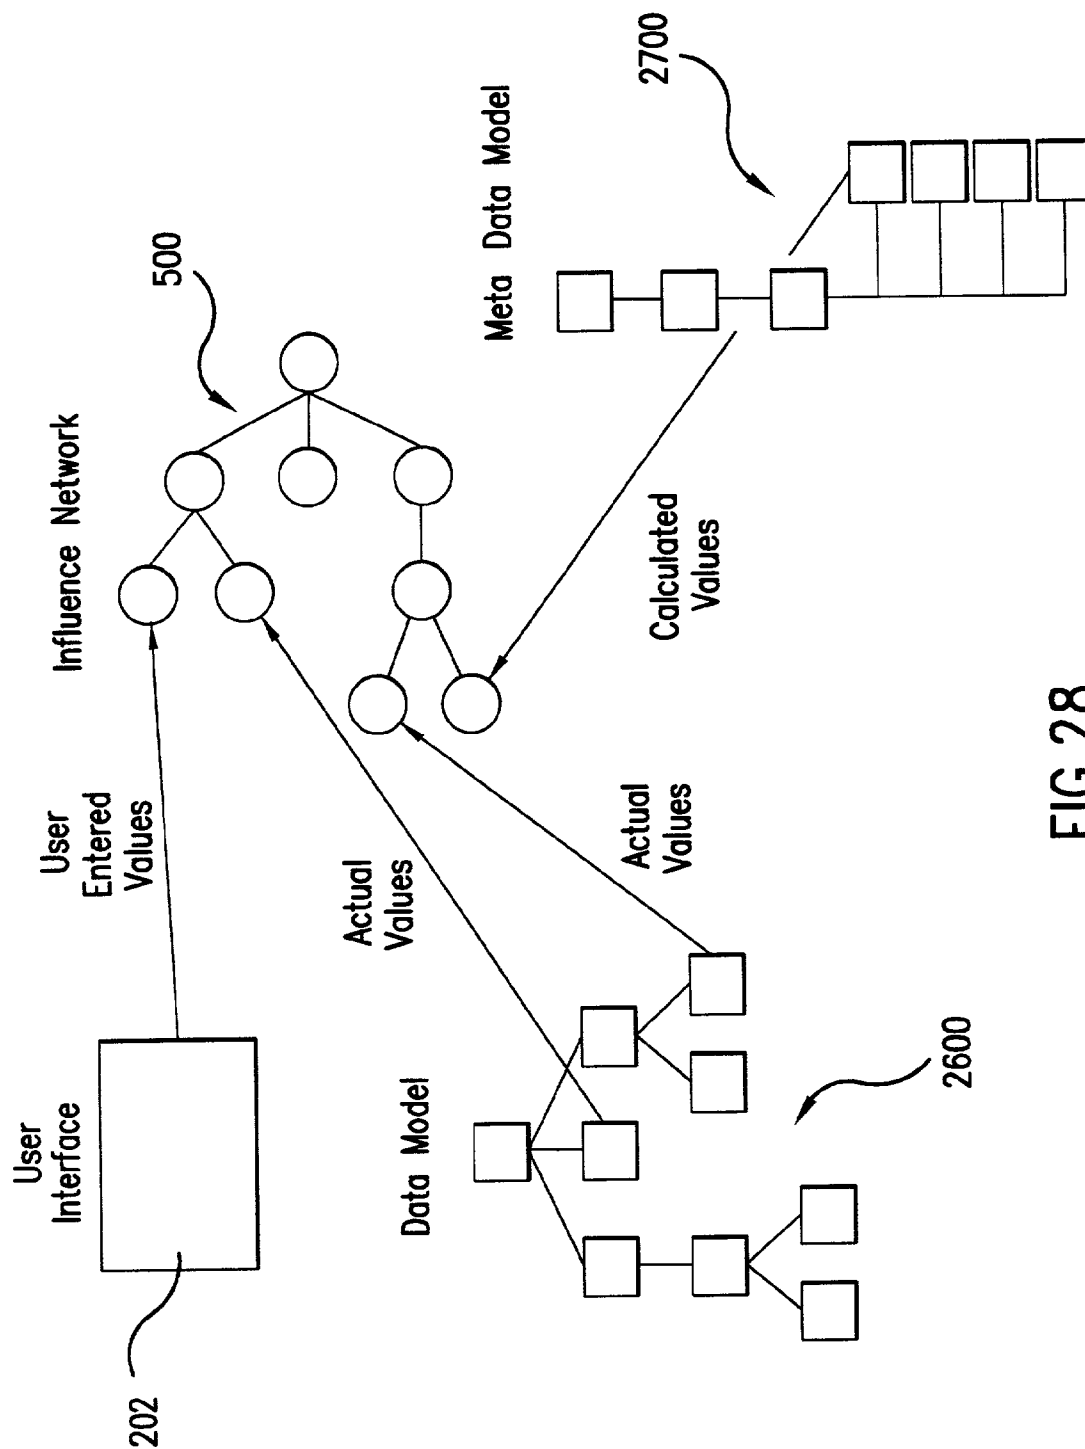 202
User
Interface
User
Entered
Values
Influence Network
500
Data Model
Actual
Values
Actual
Values
2600
Calculated
Values
Meta Data Model
2700
FIG.28